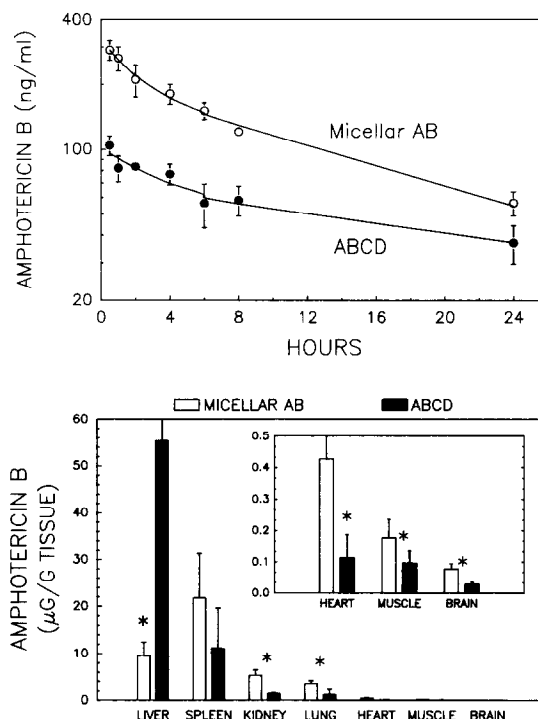 400
100
20
AMPHOTERICIN B (ng/ml)
Micellar AB
ABCD
0 4 8 12 16 20 24
HOURS
MICELLAR AB ABCD
60
50
40
30
20
10
0
AMPHOTERICIN B
(µG/G TISSUE)
*
*
*
0.5
0.4
0.3
0.2
0.1
0.0
*
*
*
HEART MUSCLE BRAIN
LIVER SPLEEN KIDNEY LUNG HEART MUSCLE BRAIN